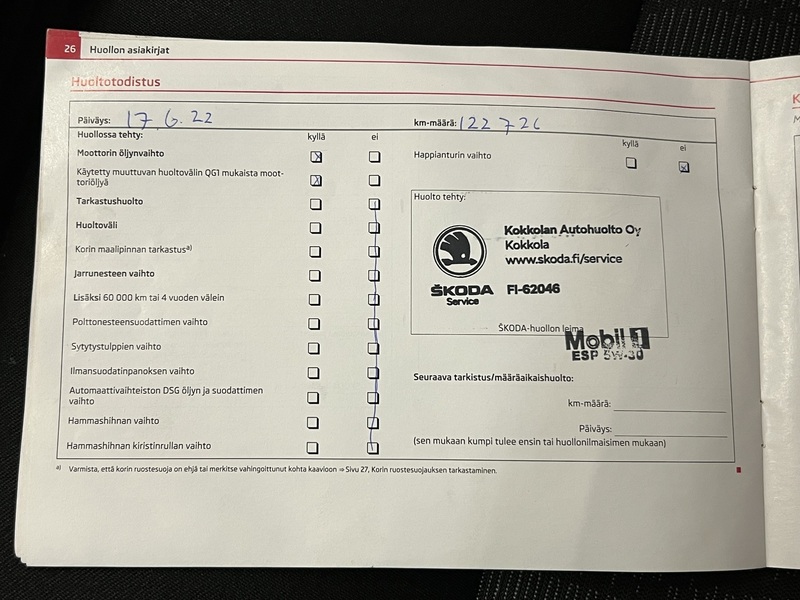 26 Huollon asiakirjat
Huoltotodistus
Päiväys: 17 6. 22
km-määrä: 122 726
Huollossa tehty:
kyllä ei
Moottorin öljynvaihto
Käytetty muuttuvan huoltovälin QG1 mukaista moot-
toriöljyä
Tarkastushuolto
Huoltoväli
Korin maalipinnan tarkastusa)
Jarrunesteen vaihto
Lisäksi 60 000 km tai 4 vuoden välein
Polttonesteensuodattimen vaihto
Sytytystulppien vaihto
Ilmansuodatinpanoksen vaihto
Automaattivaihteiston DSG öljyn ja suodattimen
vaihto
Hammashihnan vaihto
Hammashihnan kiristinrullan vaihto
kyllä ei
Happianturin vaihto
Huolto tehty:
Kokkolan Autohuolto Oy
Kokkola
www.skoda.fi/service
ŠKODA FI-62046
Service
ŠKODA-huollon leima
Mobil 1
ESP 5W-30
Seuraava tarkistus/määräaikaishuolto:
km-määrä:
Päiväys:
(sen mukaan kumpi tulee ensin tai huollonilmaisimen mukaan)
a) Varmista, että korin ruostesuoja on ehjä tai merkitse vahingoittunut kohta kaavioon ⇒ Sivu 27, Korin ruostesuojauksen tarkastaminen.